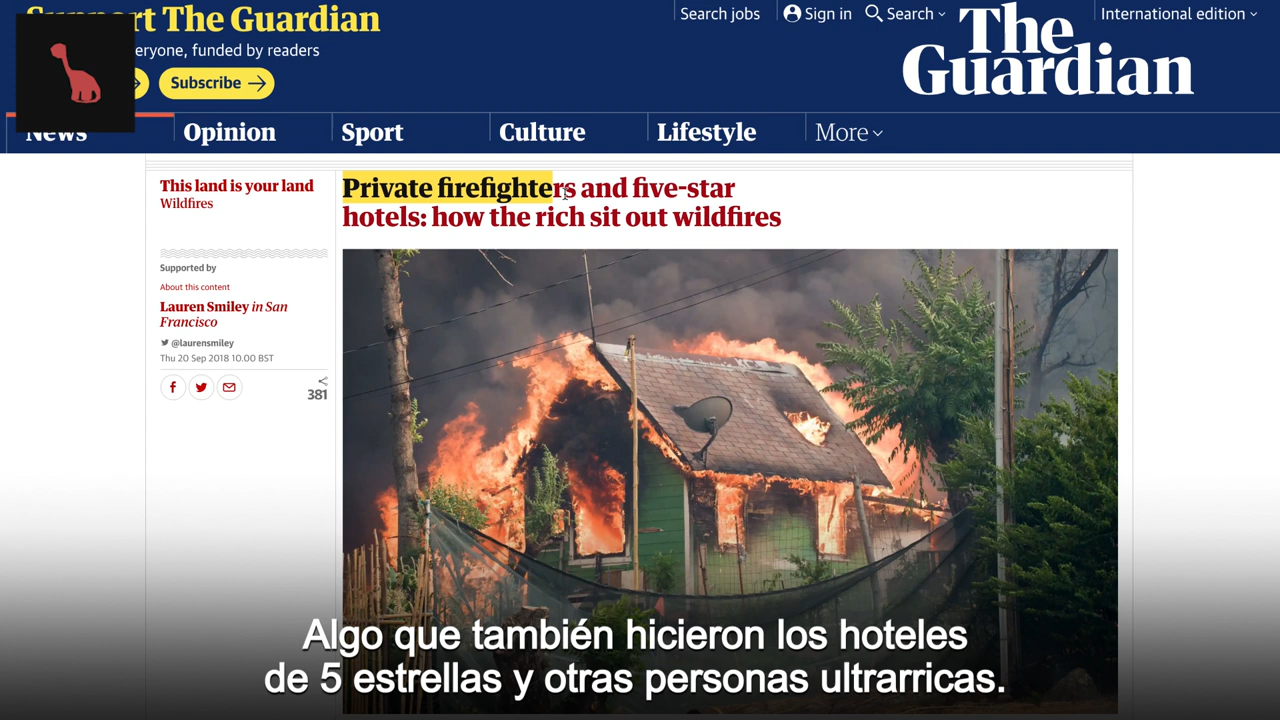 Support The Guardian
eryone, funded by readers
Subscribe
Search jobs
Sign in
Search
International edition
The
Guardian
News
Opinion
Sport
Culture
Lifestyle
More
This land is your land
Wildfires
Private firefighters and five-star
hotels: how the rich sit out wildfires
Supported by
About this content
Lauren Smiley in San
Francisco
@laurensmiley
Thu 20 Sep 2018 10.00 BST
381
Algo que también hicieron los hoteles
de 5 estrellas y otras personas ultrarricas.